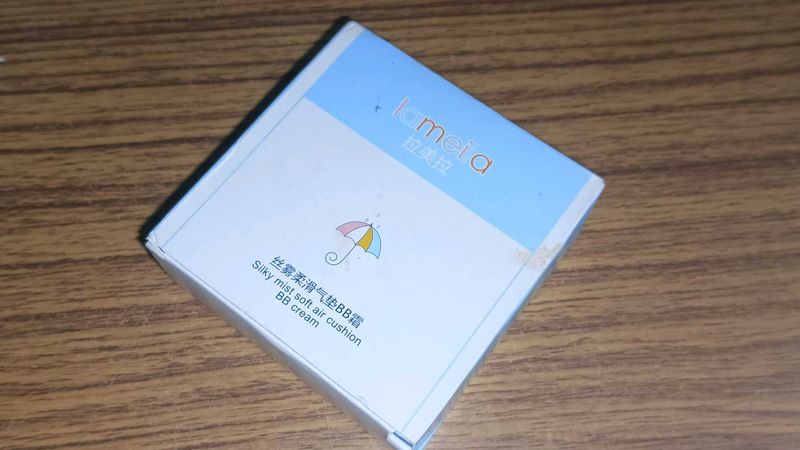 lameila
拉美拉
丝雾柔滑气垫BB霜
Silky mist soft air cushion
BB cream